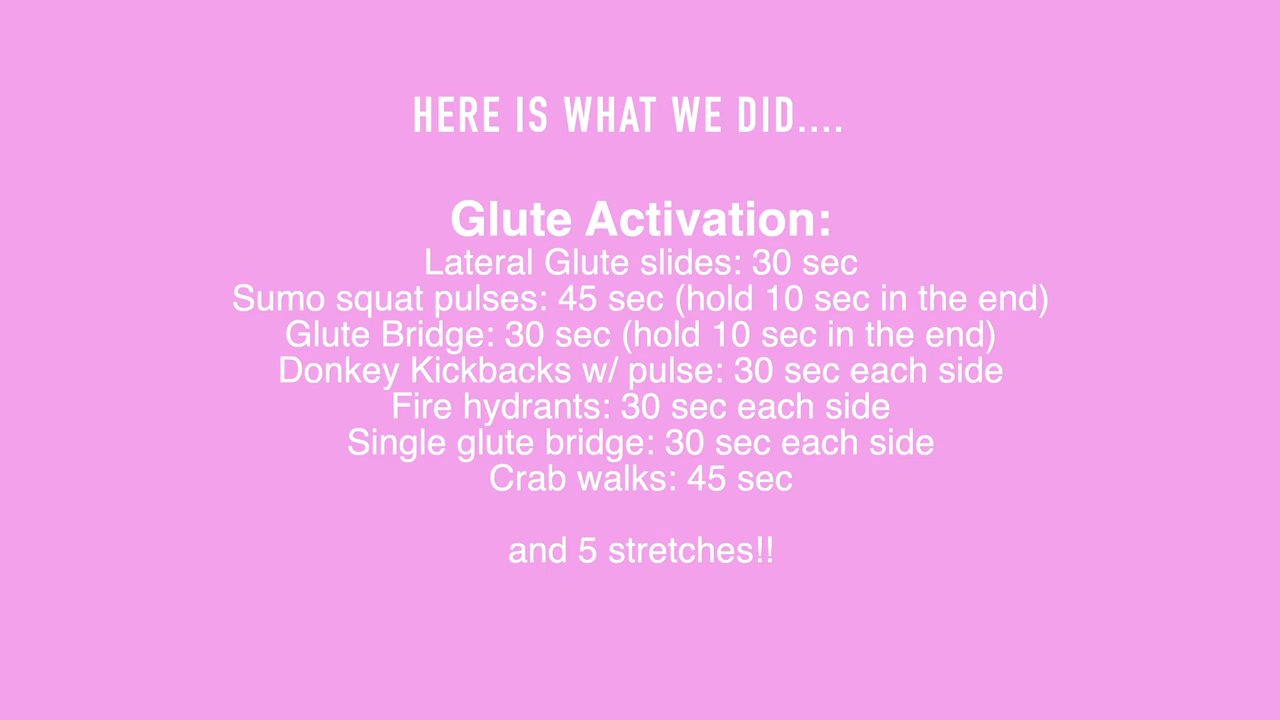 HERE IS WHAT WE DID....
Glute Activation:
Lateral Glute slides: 30 sec
Sumo squat pulses: 45 sec (hold 10 sec in the end)
Glute Bridge: 30 sec (hold 10 sec in the end)
Donkey Kickbacks w/ pulse: 30 sec each side
Fire hydrants: 30 sec each side
Single glute bridge: 30 sec each side
Crab walks: 45 sec
and 5 stretches!!